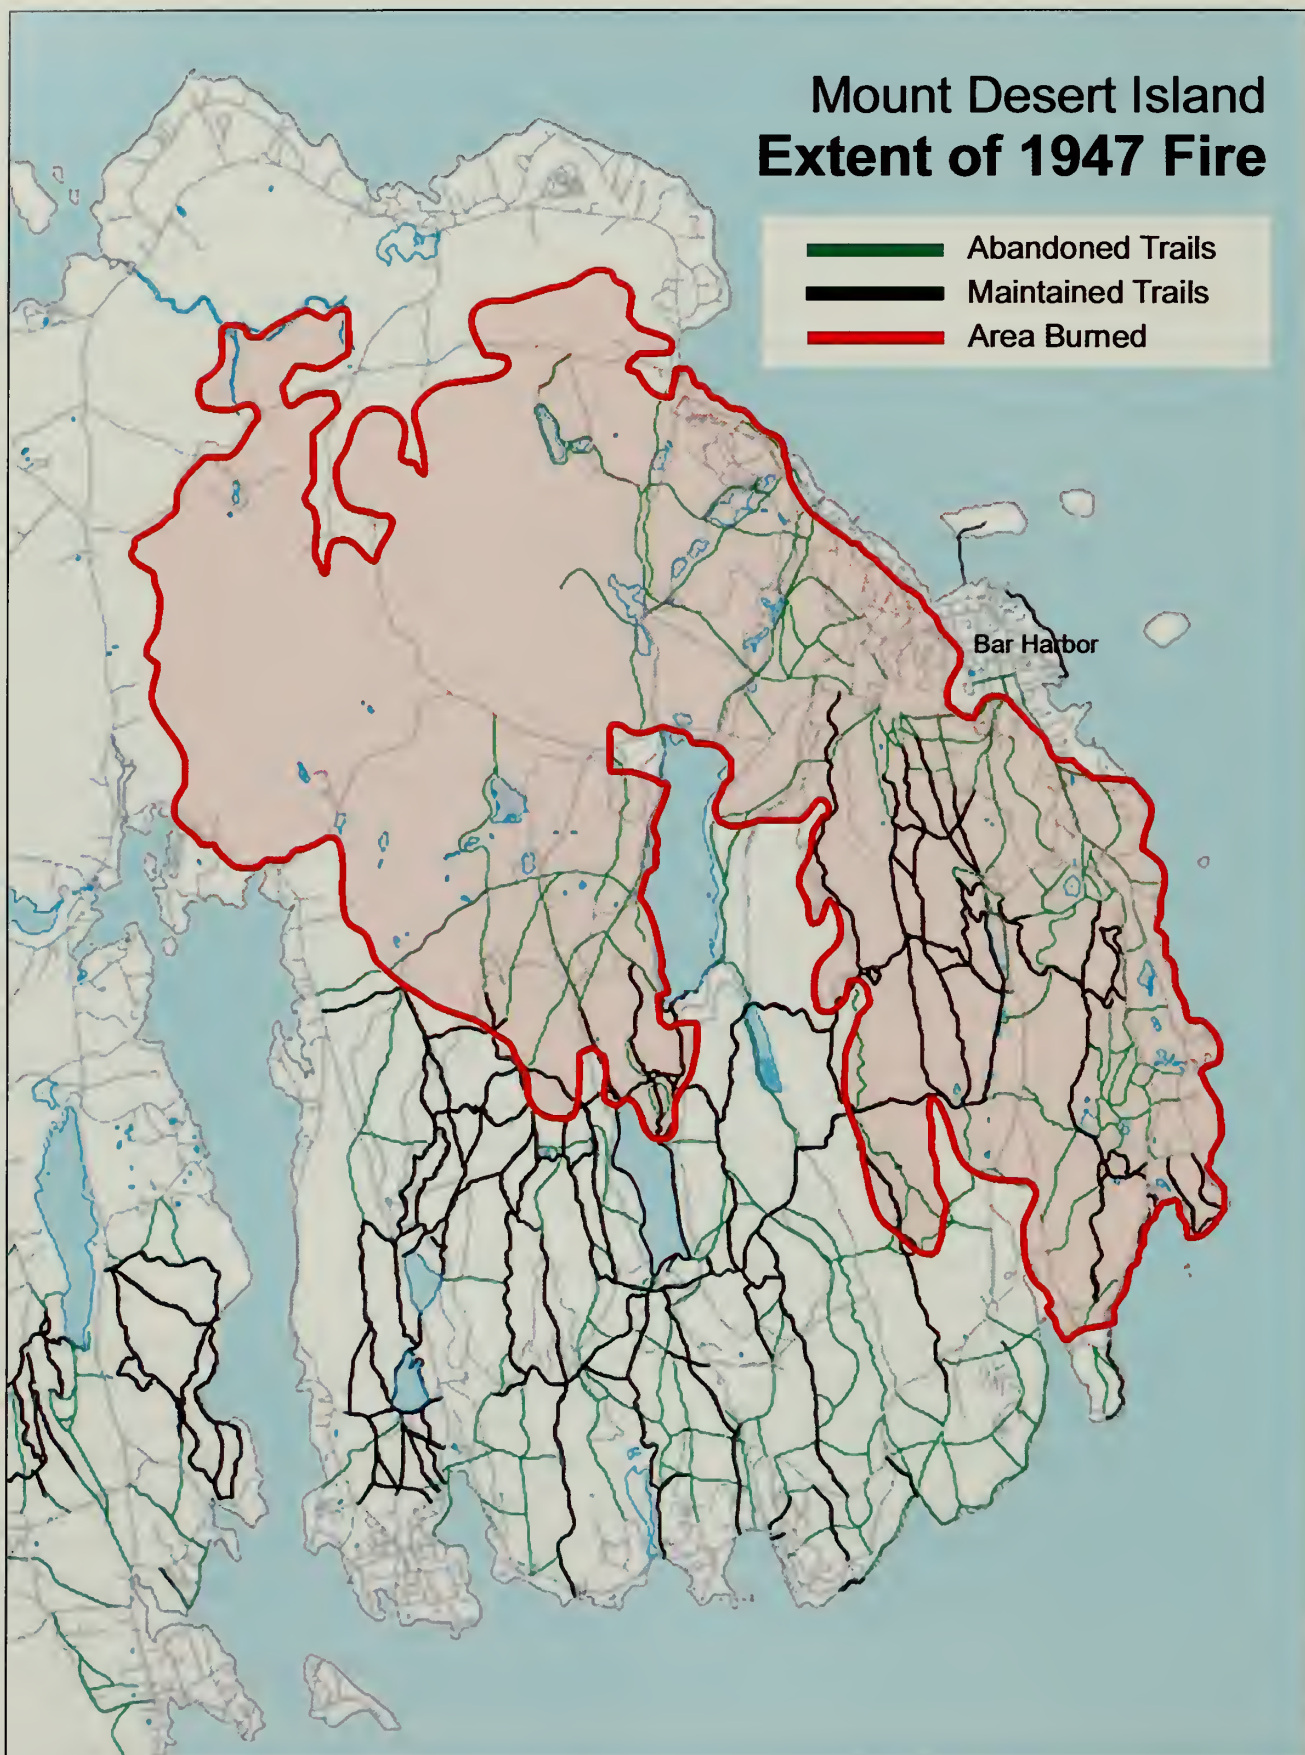 Mount Desert Island
Extent of 1947 Fire
Abandoned Trails
Maintained Trails
Area Burned
Bar Harbor